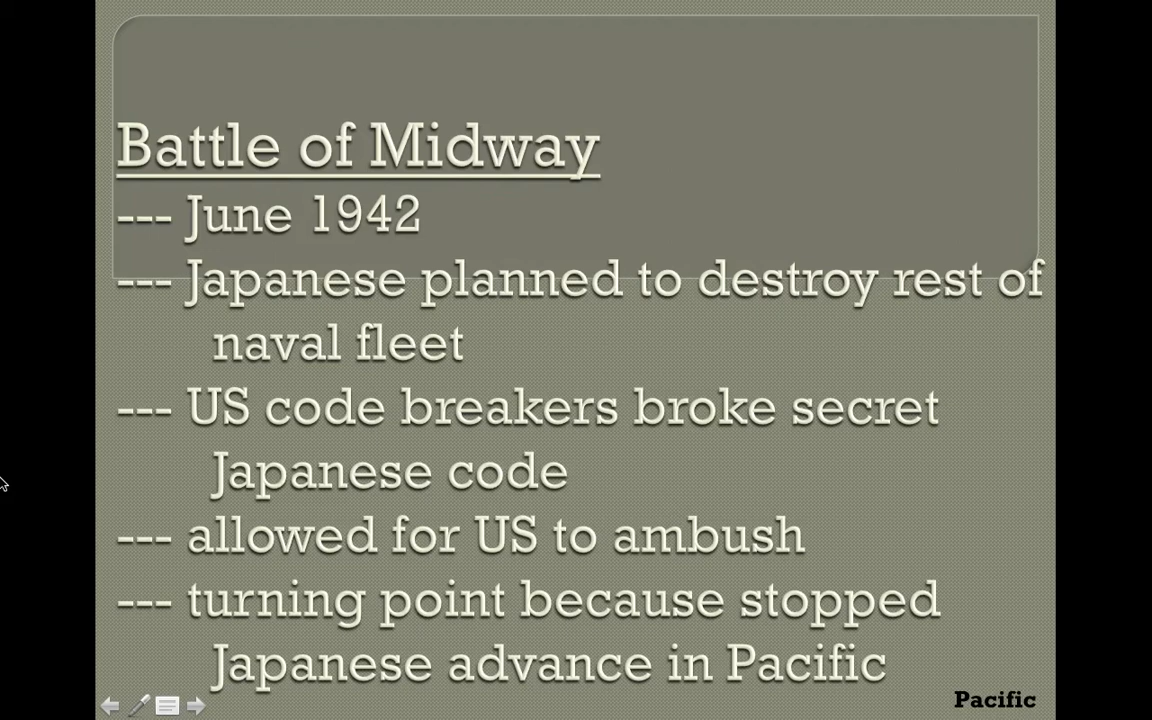 Battle of Midway
--- June 1942
--- Japanese planned to destroy rest of
naval fleet
--- US code breakers broke secret
Japanese code
--- allowed for US to ambush
--- turning point because stopped
Japanese advance in Pacific
Pacific